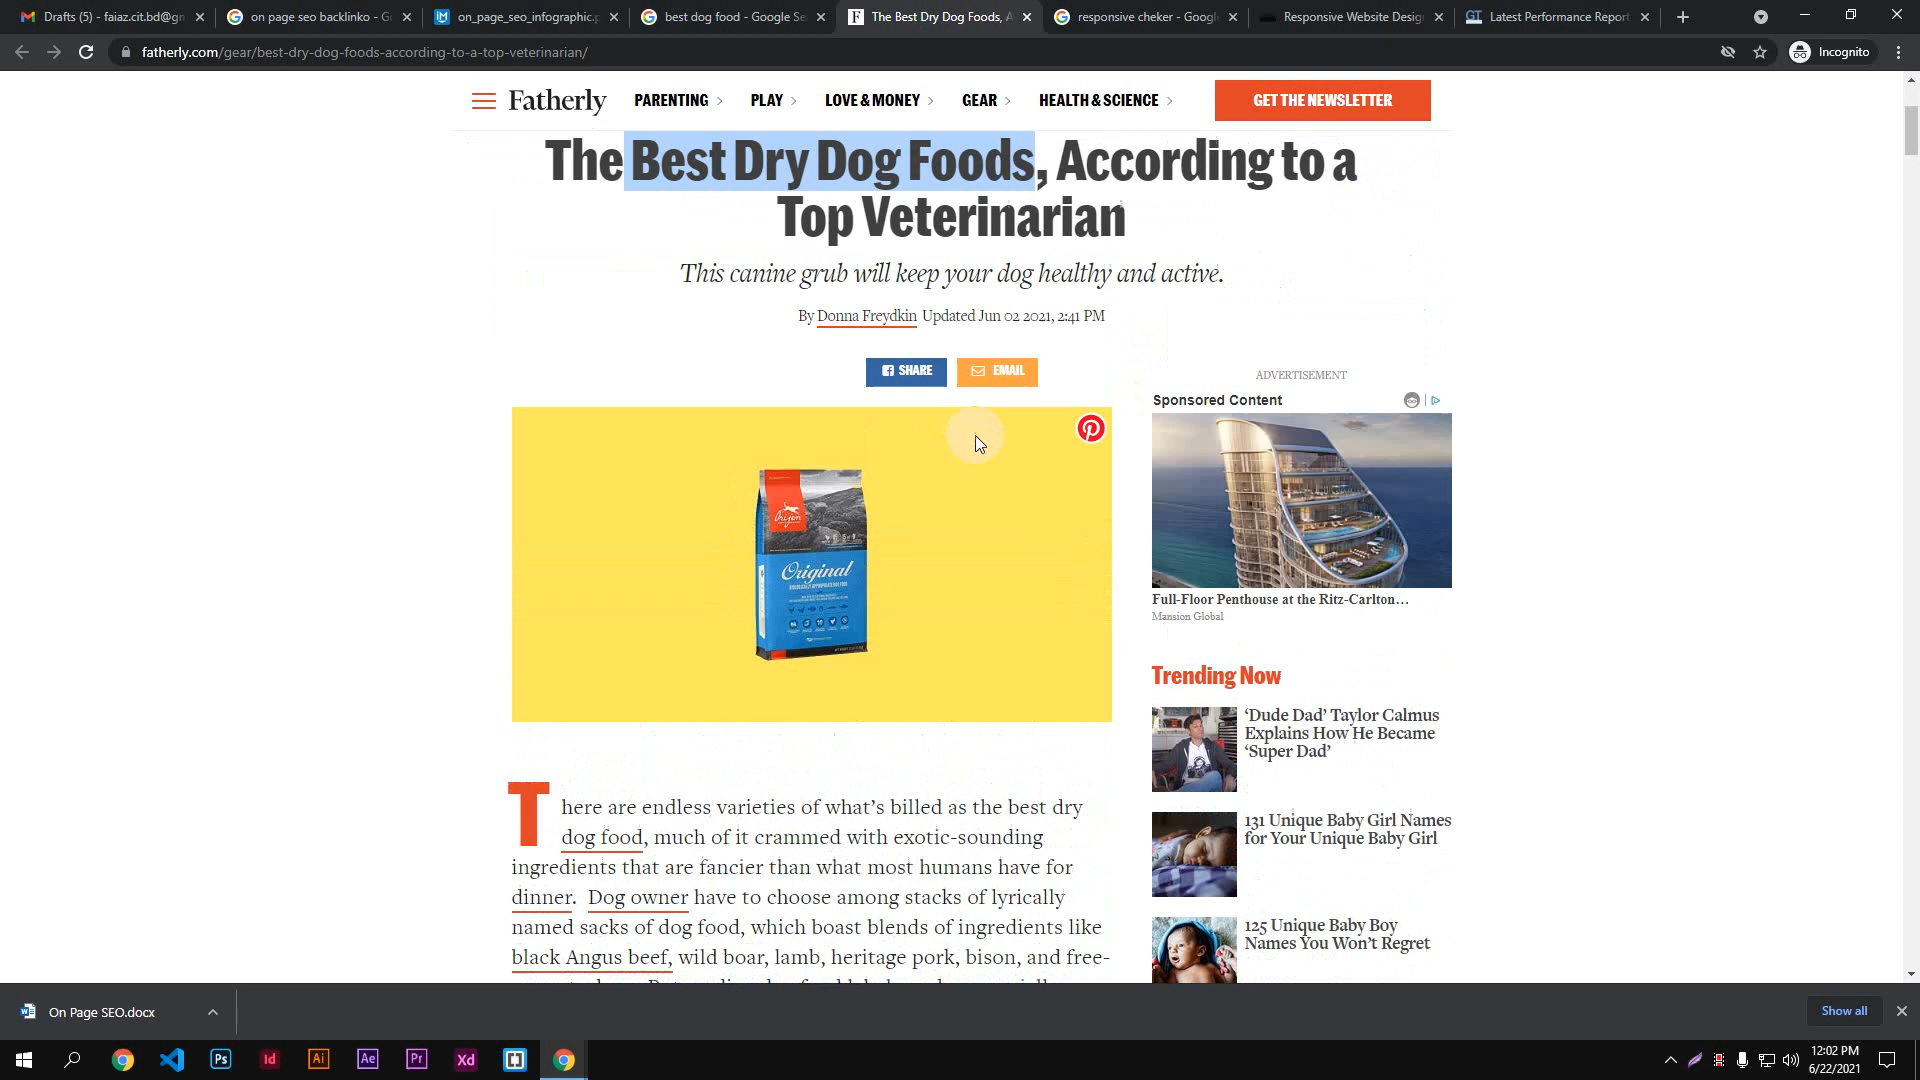 Drafts (5) - faiaz.cit.bd@gn
on page seo backlinko - G
on_page_seo_infographic.p
best dog food - Google Se
The Best Dry Dog Foods, A
responsive cheker - Google
Responsive Website Desig
Latest Performance Report
fatherly.com/gear/best-dry-dog-foods-according-to-a-top-veterinarian/
Incognito
Fatherly
PARENTING
PLAY
LOVE & MONEY
GEAR
HEALTH & SCIENCE
GET THE NEWSLETTER
The Best Dry Dog Foods, According to a
Top Veterinarian
This canine grub will keep your dog healthy and active.
By Donna Freydkin Updated Jun 02 2021, 2:41 PM
SHARE
EMAIL
ADVERTISEMENT
Sponsored Content
Orijen
Original
Full-Floor Penthouse at the Ritz-Carlton…
Mansion Global
Trending Now
‘Dude Dad’ Taylor Calmus
Explains How He Became
‘Super Dad’
131 Unique Baby Girl Names
for Your Unique Baby Girl
125 Unique Baby Boy
Names You Won’t Regret
There are endless varieties of what’s billed as the best dry
dog food, much of it crammed with exotic-sounding
ingredients that are fancier than what most humans have for
dinner. Dog owner have to choose among stacks of lyrically
named sacks of dog food, which boast blends of ingredients like
black Angus beef, wild boar, lamb, heritage pork, bison, and free-
On Page SEO.docx
Show all
Ps
Id
Ai
Ae
Pr
Xd
12:02 PM
6/22/2021